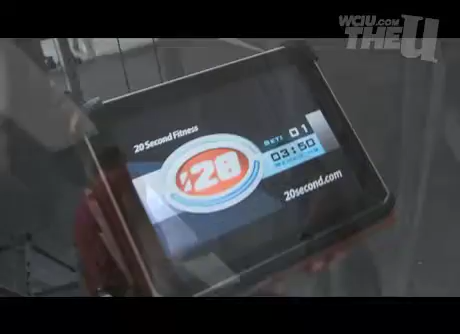 WCIU.COM
THE U
20 Second Fitness
SET: 01
:20
03:50
20second.com